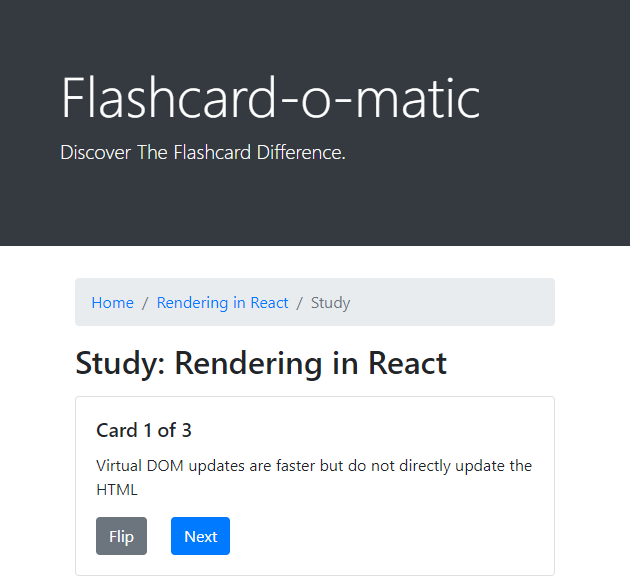 Flashcard-o-matic
Discover The Flashcard Difference.
Home / Rendering in React / Study
Study: Rendering in React
Card 1 of 3
Virtual DOM updates are faster but do not directly update the
HTML
Flip Next